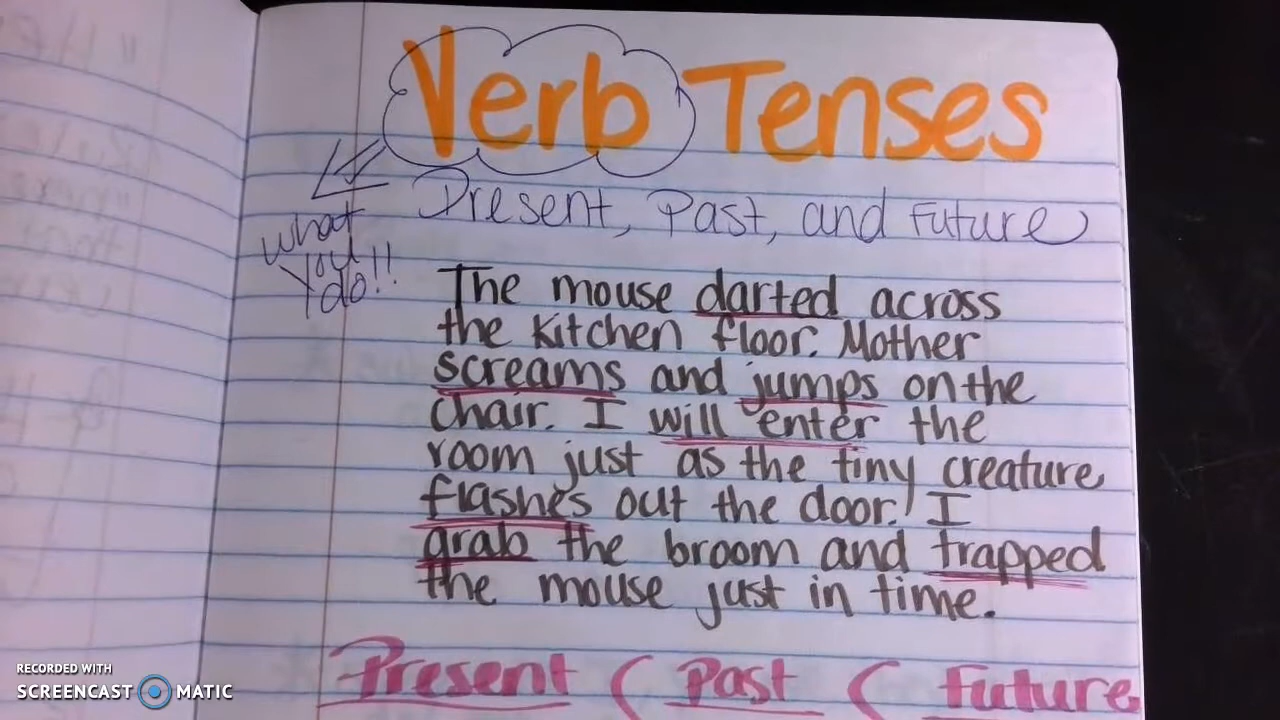 Verb Tenses
Present, Past, and Future
what
you
do!!
The mouse darted across
the kitchen floor. Mother
screams and jumps on the
chair. I will enter the
room just as the tiny creature
flashes out the door. I
grab the broom and trapped
the mouse just in time.
Present ( Past ( Future
RECORDED WITH
SCREENCAST MATIC